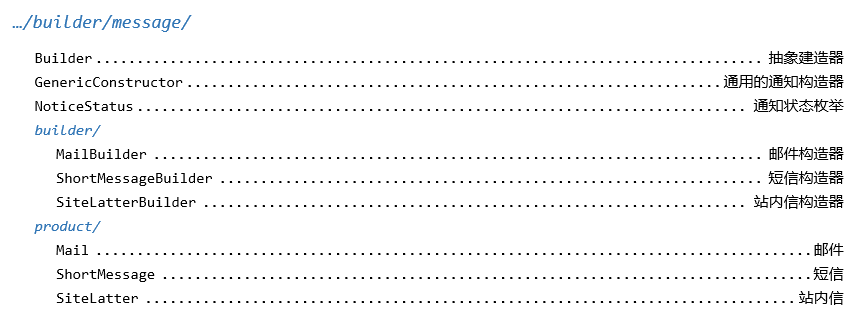 …/builder/message/
Builder 抽象建造器
GenericConstructor 通用的通知构造器
NoticeStatus 通知状态枚举
builder/
MailBuilder 邮件构造器
ShortMessageBuilder 短信构造器
SiteLatterBuilder 站内信构造器
product/
Mail 邮件
ShortMessage 短信
SiteLatter 站内信